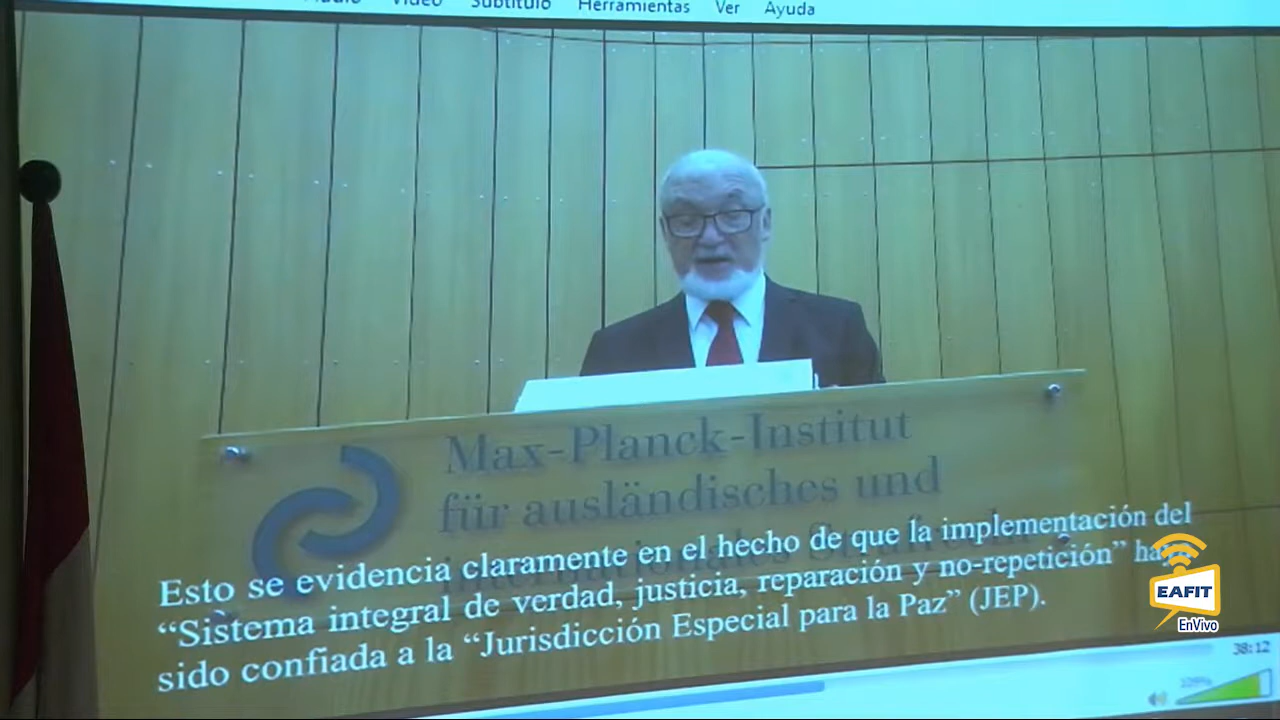 Audio Video Subtítulo Herramientas Ver Ayuda
Max-Planck-Institut
für ausländisches und
Esto se evidencia claramente en el hecho de que la implementación del
“Sistema integral de verdad, justicia, reparación y no-repetición” ha
sido confiada a la “Jurisdicción Especial para la Paz” (JEP).
EAFIT
EnVivo
38:12